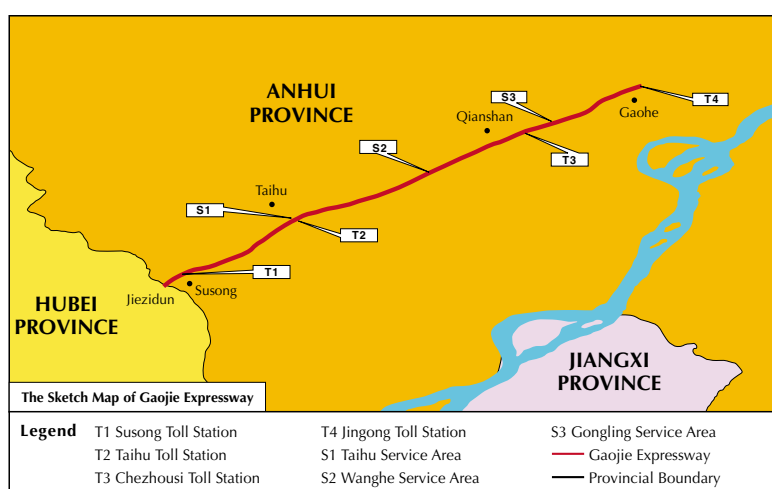 ANHUI
PROVINCE
S3
T4
Qianshan
Gaohe
S2
T3
Taihu
S1
T2
T1
Jiezidun
Susong
HUBEI
PROVINCE
JIANGXI
PROVINCE
The Sketch Map of Gaojie Expressway
Legend
T1 Susong Toll Station
T2 Taihu Toll Station
T3 Chezhousi Toll Station
T4 Jingong Toll Station
S1 Taihu Service Area
S2 Wanghe Service Area
S3 Gongling Service Area
Gaojie Expressway
Provincial Boundary